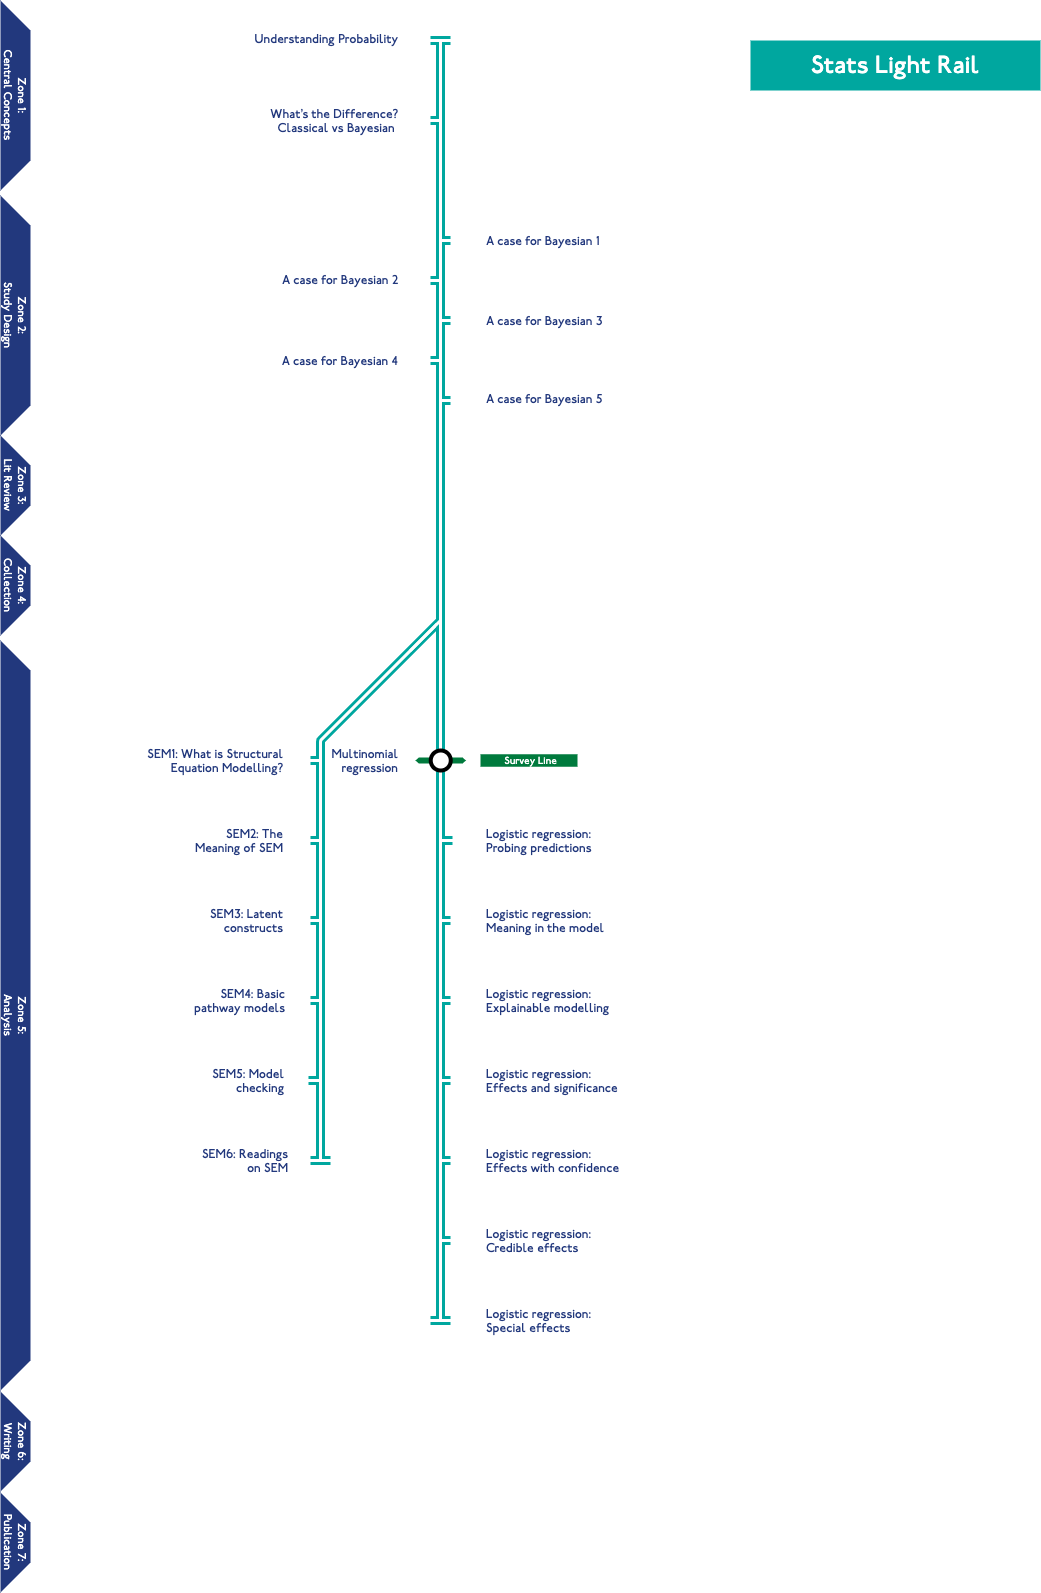 Stats Light Rail
Zone 1:
Central Concepts
Understanding Probability
What's the Difference?
Classical vs Bayesian
Zone 2:
Study Design
A case for Bayesian 1
A case for Bayesian 2
A case for Bayesian 3
A case for Bayesian 4
A case for Bayesian 5
Zone 3:
Lit Review
Zone 4:
Collection
Zone 5:
Analysis
SEM1: What is Structural
Equation Modelling?
Multinomial
regression
Survey Line
SEM2: The
Meaning of SEM
Logistic regression:
Probing predictions
SEM3: Latent
constructs
Logistic regression:
Meaning in the model
SEM4: Basic
pathway models
Logistic regression:
Explainable modelling
SEM5: Model
checking
Logistic regression:
Effects and significance
SEM6: Readings
on SEM
Logistic regression:
Effects with confidence
Logistic regression:
Credible effects
Logistic regression:
Special effects
Zone 6:
Writing
Zone 7:
Publication